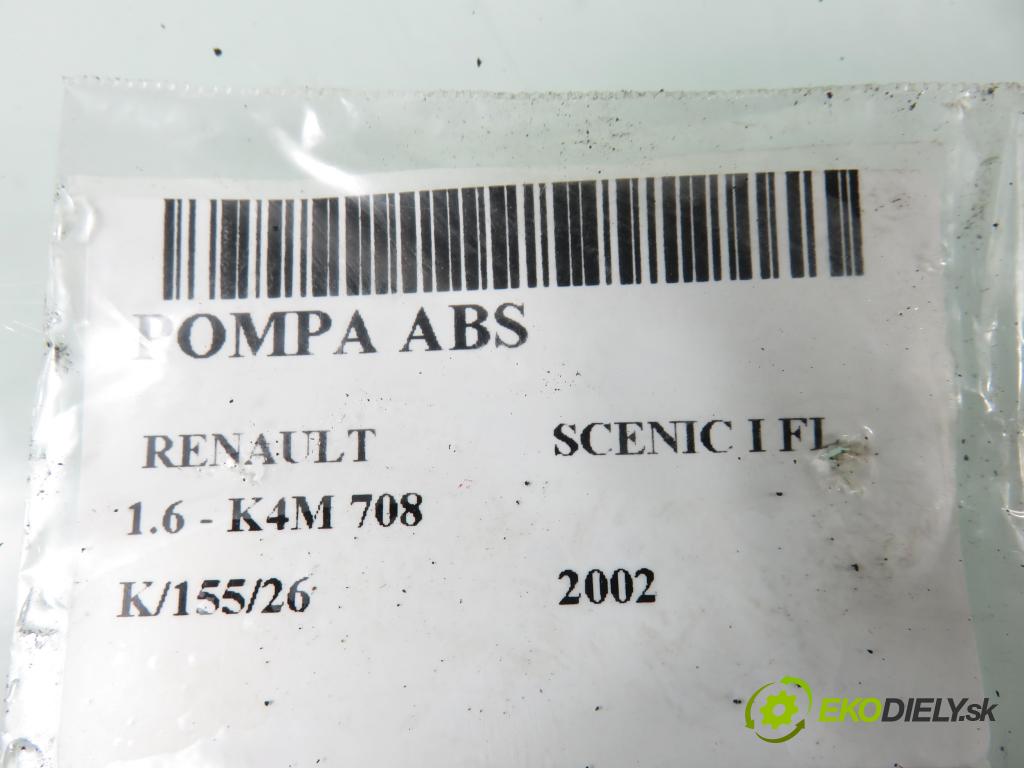 POMPA ABS
RENAULT SCENIC I FL
1.6 - K4M 708
K/155/26 2002
EKODIELY.sk